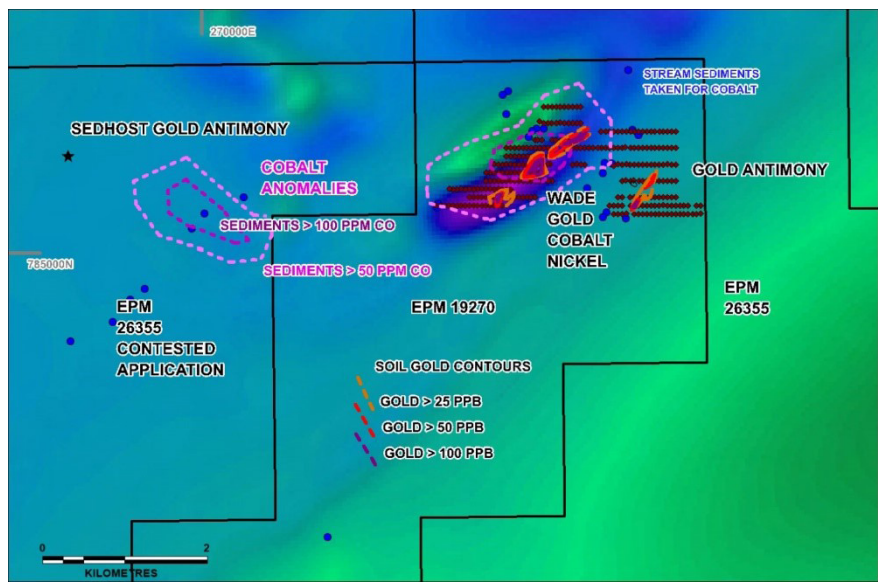 270000E
STREAM SEDIMENTS
TAKEN FOR COBALT
SEDHOST GOLD ANTIMONY
COBALT
ANOMALIES
GOLD ANTIMONY
SEDIMENTS > 100 PPM CO
WADE
GOLD
COBALT
NICKEL
785000N
SEDIMENTS > 50 PPM CO
EPM
26355
CONTESTED
APPLICATION
EPM 19270
EPM
26355
SOIL GOLD CONTOURS
GOLD > 25 PPB
GOLD > 50 PPB
GOLD > 100 PPB
0
2
KILOMETRES